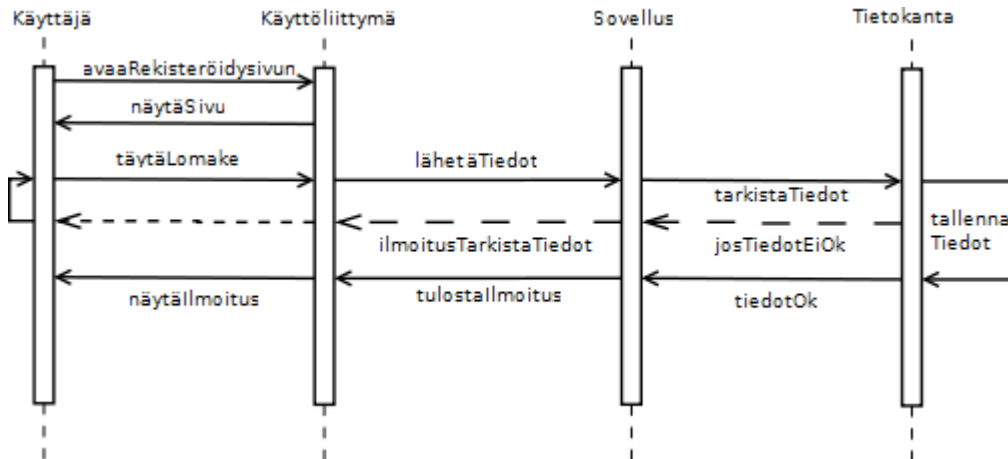 Käyttäjä
Käyttöliittymä
Sovellus
Tietokanta
avaaRekisteröidysivun
näytäSivu
täytäLomake
lähetäTiedot
tarkistaTiedot
tallenna
Tiedot
ilmoitusTarkistaTiedot
josTiedotEiOk
näytäIlmoitus
tulostaIlmoitus
tiedotOk